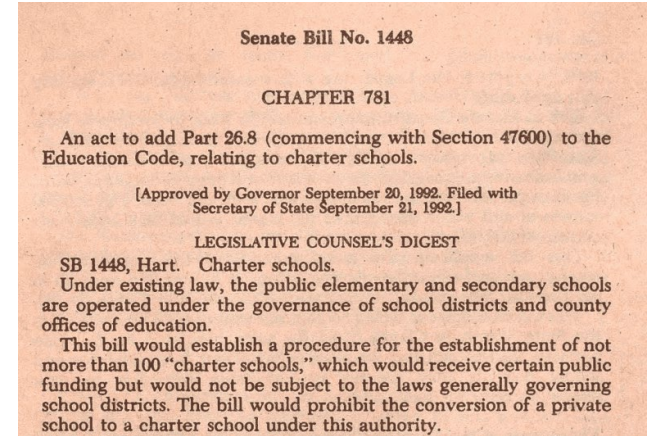 Senate Bill No. 1448
CHAPTER 781
An act to add Part 26.8 (commencing with Section 47600) to the
Education Code, relating to charter schools.
[Approved by Governor September 20, 1992. Filed with
Secretary of State September 21, 1992.]
LEGISLATIVE COUNSEL'S DIGEST
SB 1448, Hart. Charter schools.
Under existing law, the public elementary and secondary schools
are operated under the governance of school districts and county
offices of education.
This bill would establish a procedure for the establishment of not
more than 100 “charter schools,” which would receive certain public
funding but would not be subject to the laws generally governing
school districts. The bill would prohibit the conversion of a private
school to a charter school under this authority.